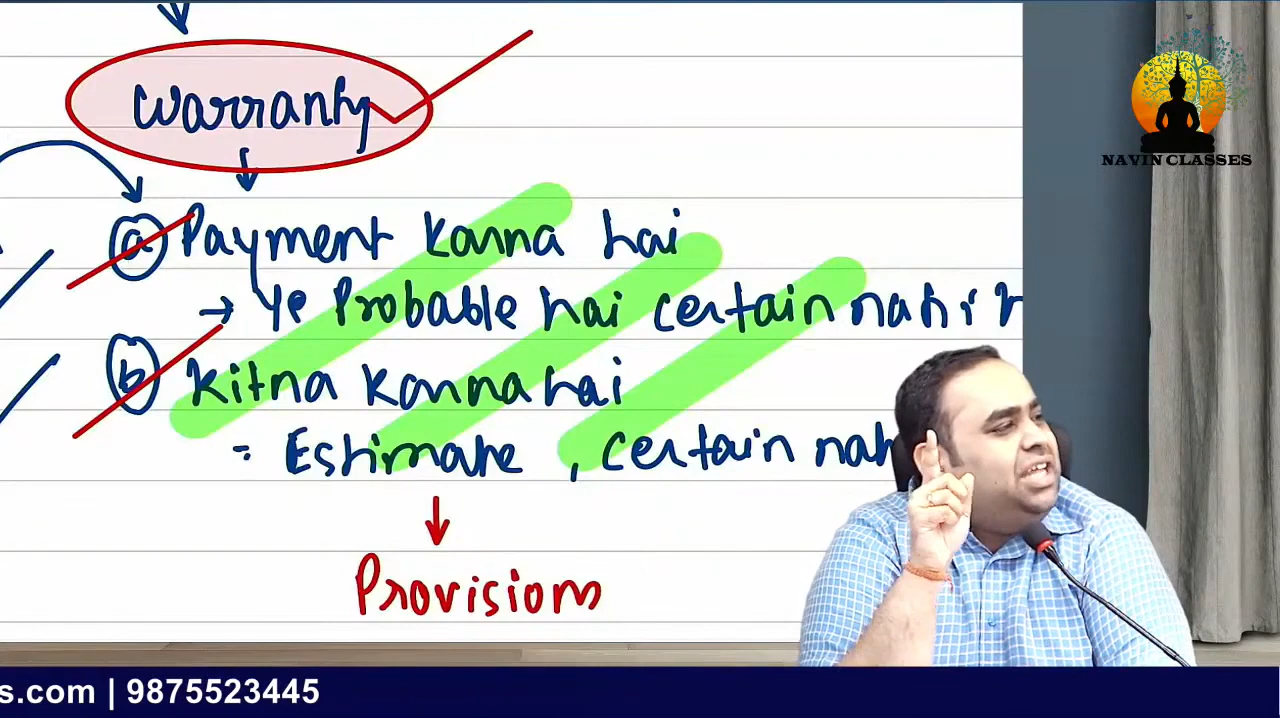 Warranty
NAVIN CLASSES
(a) Payment karna hai
→ Ye Probable hai certain nahi
(b) Kitna karna hai
= Estimate, certain
Provision
s.com | 9875523445